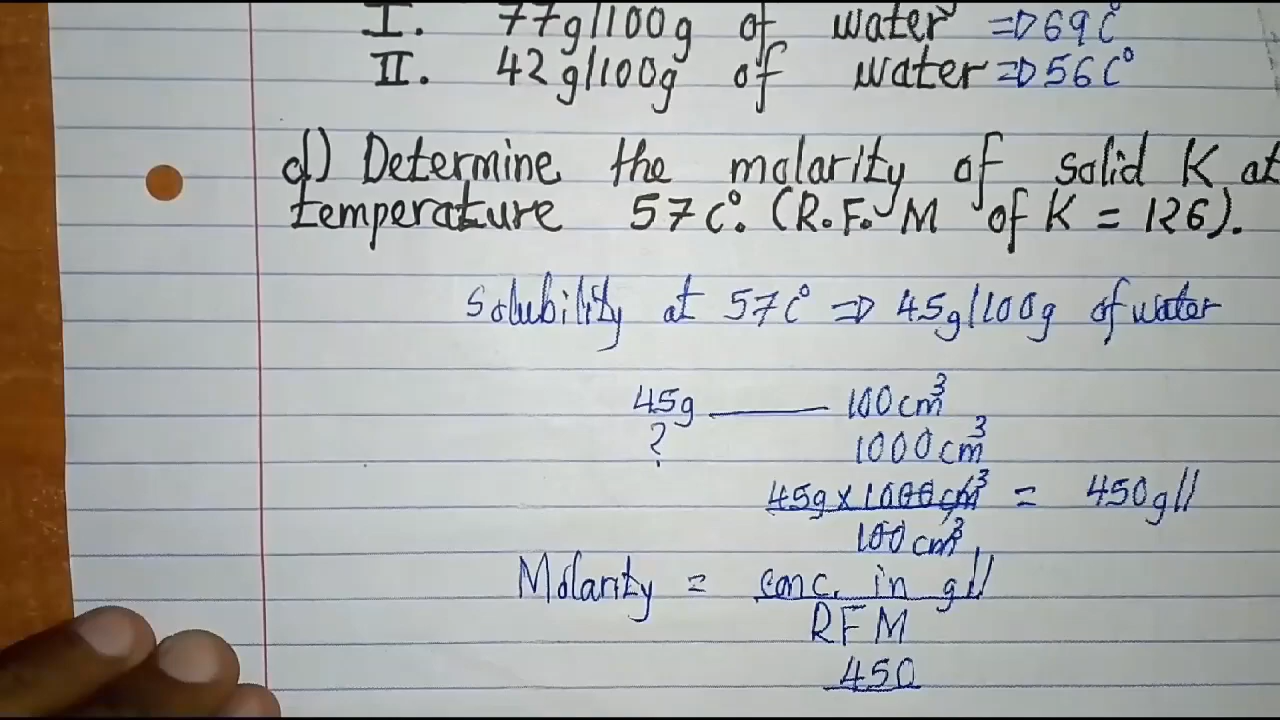 I. 77g/100g of water ⇒ 69C°
II. 42g/100g of water ⇒ 56C°
d) Determine the molarity of solid K at
temperature 57C°. (R.F.M of K = 126).
Solubility at 57C° ⇒ 45g/100g of water
45g —— 100cm³
? 1000cm³
45g x 1000cm³ = 450g/l
100cm³
Molarity = conc. in g/l
RFM
450